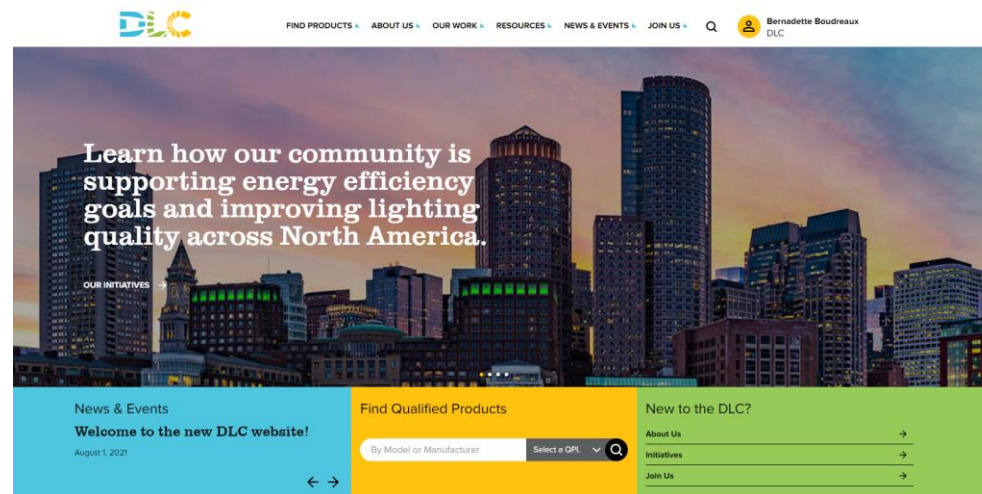 DLC
FIND PRODUCTS
ABOUT US
OUR WORK
RESOURCES
NEWS & EVENTS
JOIN US
Bernadette Boudreaux
DLC
Learn how our community is
supporting energy efficiency
goals and improving lighting
quality across North America.
OUR INITIATIVES
News & Events
Welcome to the new DLC website!
August 1, 2021
Find Qualified Products
By Model or Manufacturer
Select a QPL
New to the DLC?
About Us
Initiatives
Join Us